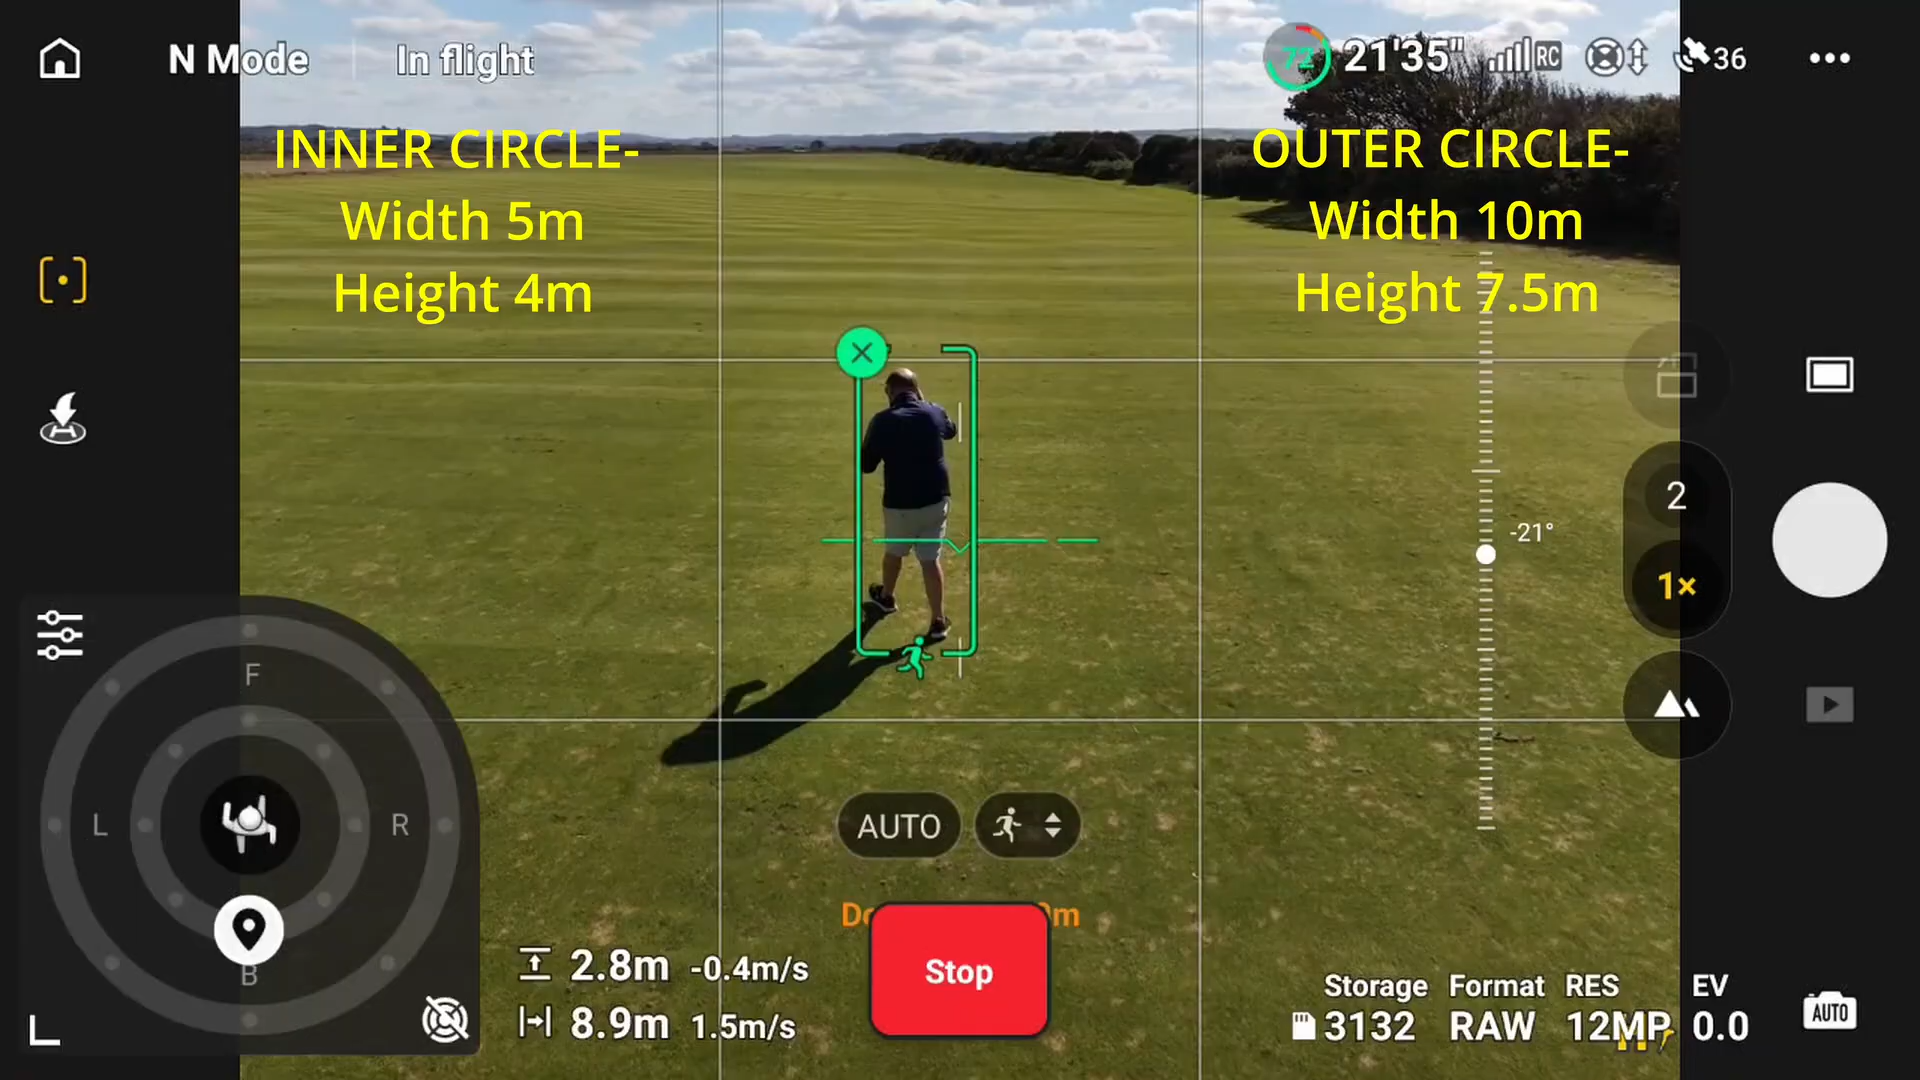 N Mode
In flight
72
21'35"
RC
36
INNER CIRCLE-
Width 5m
Height 4m
OUTER CIRCLE-
Width 10m
Height 7.5m
-21°
2
1×
F
L
R
B
AUTO
2.8m -0.4m/s
8.9m 1.5m/s
Stop
Storage Format RES EV
3132 RAW 12MP 0.0
AUTO